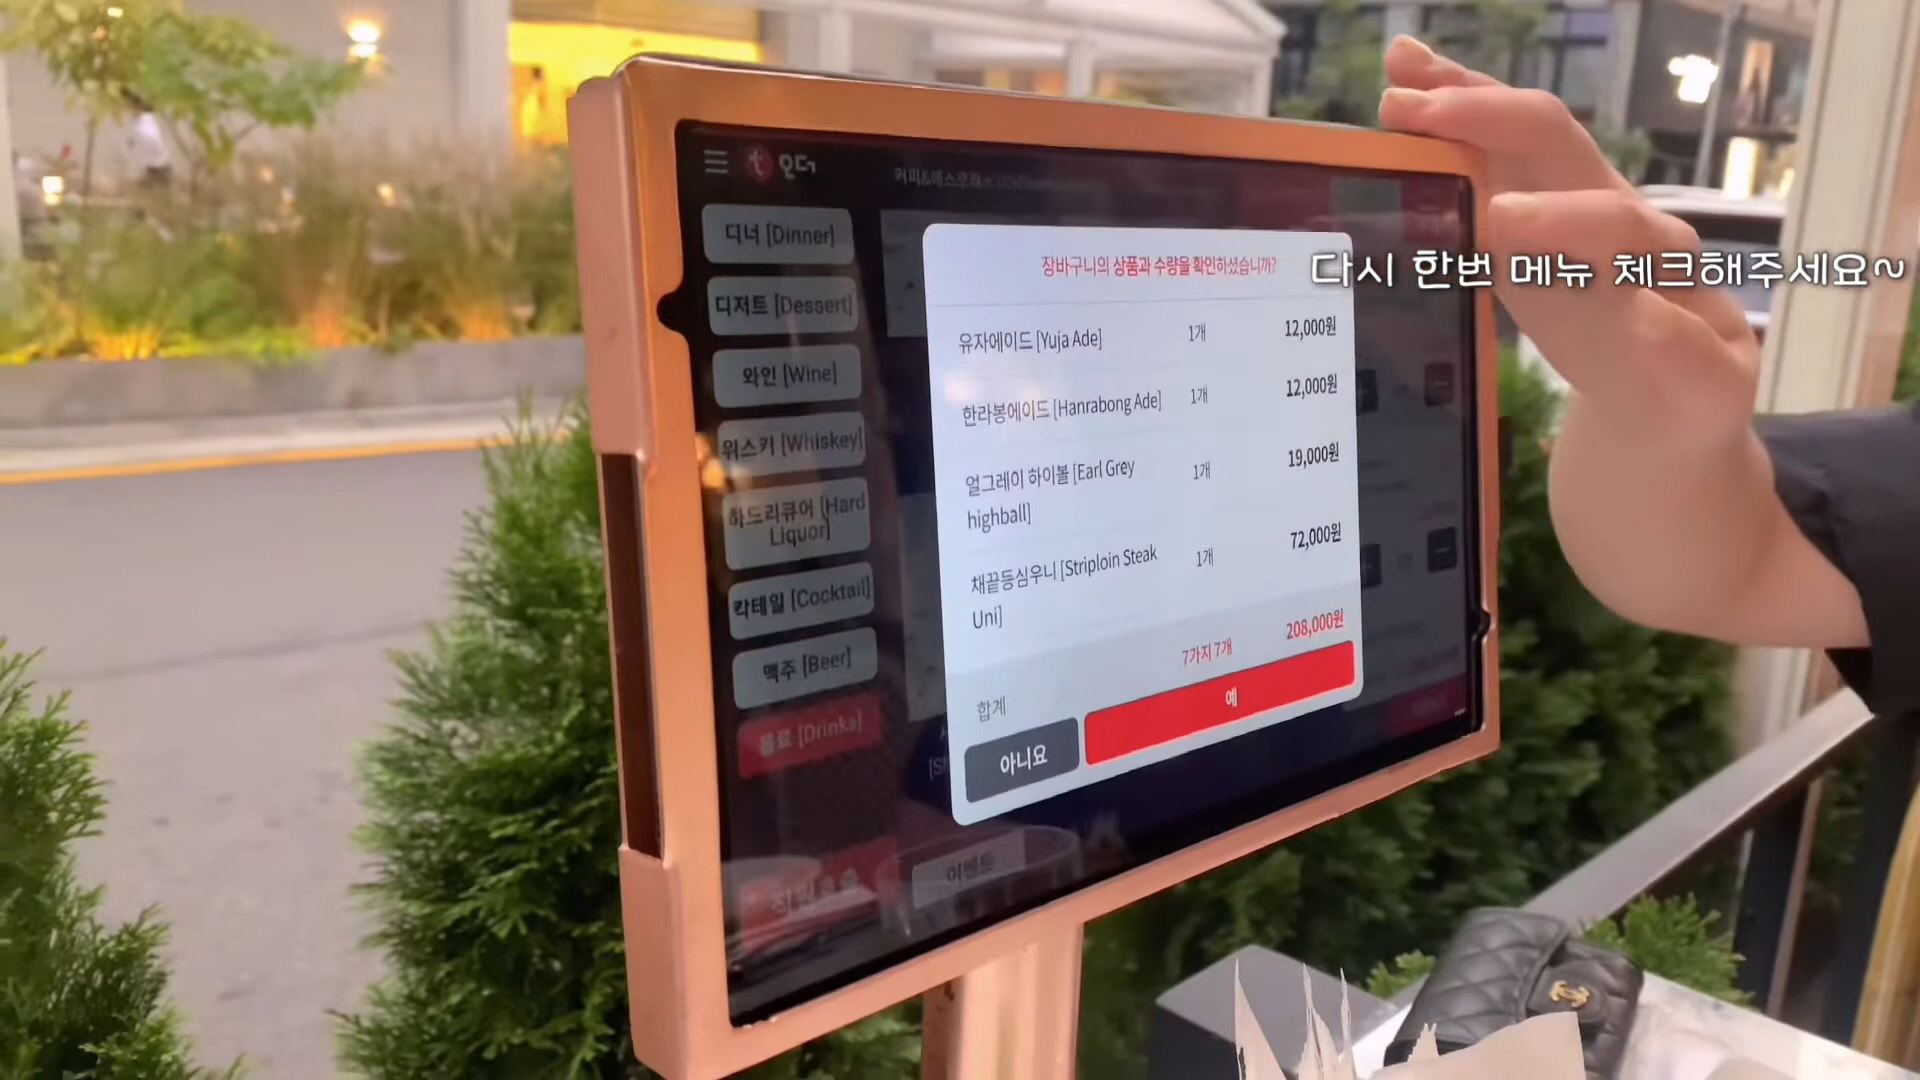 오더
디너 [Dinner]
디저트 [Dessert]
와인 [Wine]
위스키 [Whiskey]
하드리큐어 [Hard
Liquor]
칵테일 [Cocktail]
맥주 [Beer]
음료 [Drinks]
이벤트
장바구니의 상품과 수량을 확인하셨습니까?
유자에이드 [Yuja Ade] 1개 12,000원
한라봉에이드 [Hanrabong Ade] 1개 12,000원
얼그레이 하이볼 [Earl Grey 1개 19,000원
highball]
채끝등심우니 [Striploin Steak 1개 72,000원
Uni]
합계 7가지 7개 208,000원
아니요
예
다시 한번 메뉴 체크해주세요~